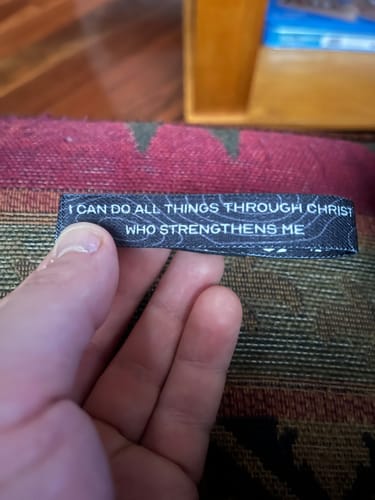 I CAN DO ALL THINGS THROUGH CHRIST
WHO STRENGTHENS ME